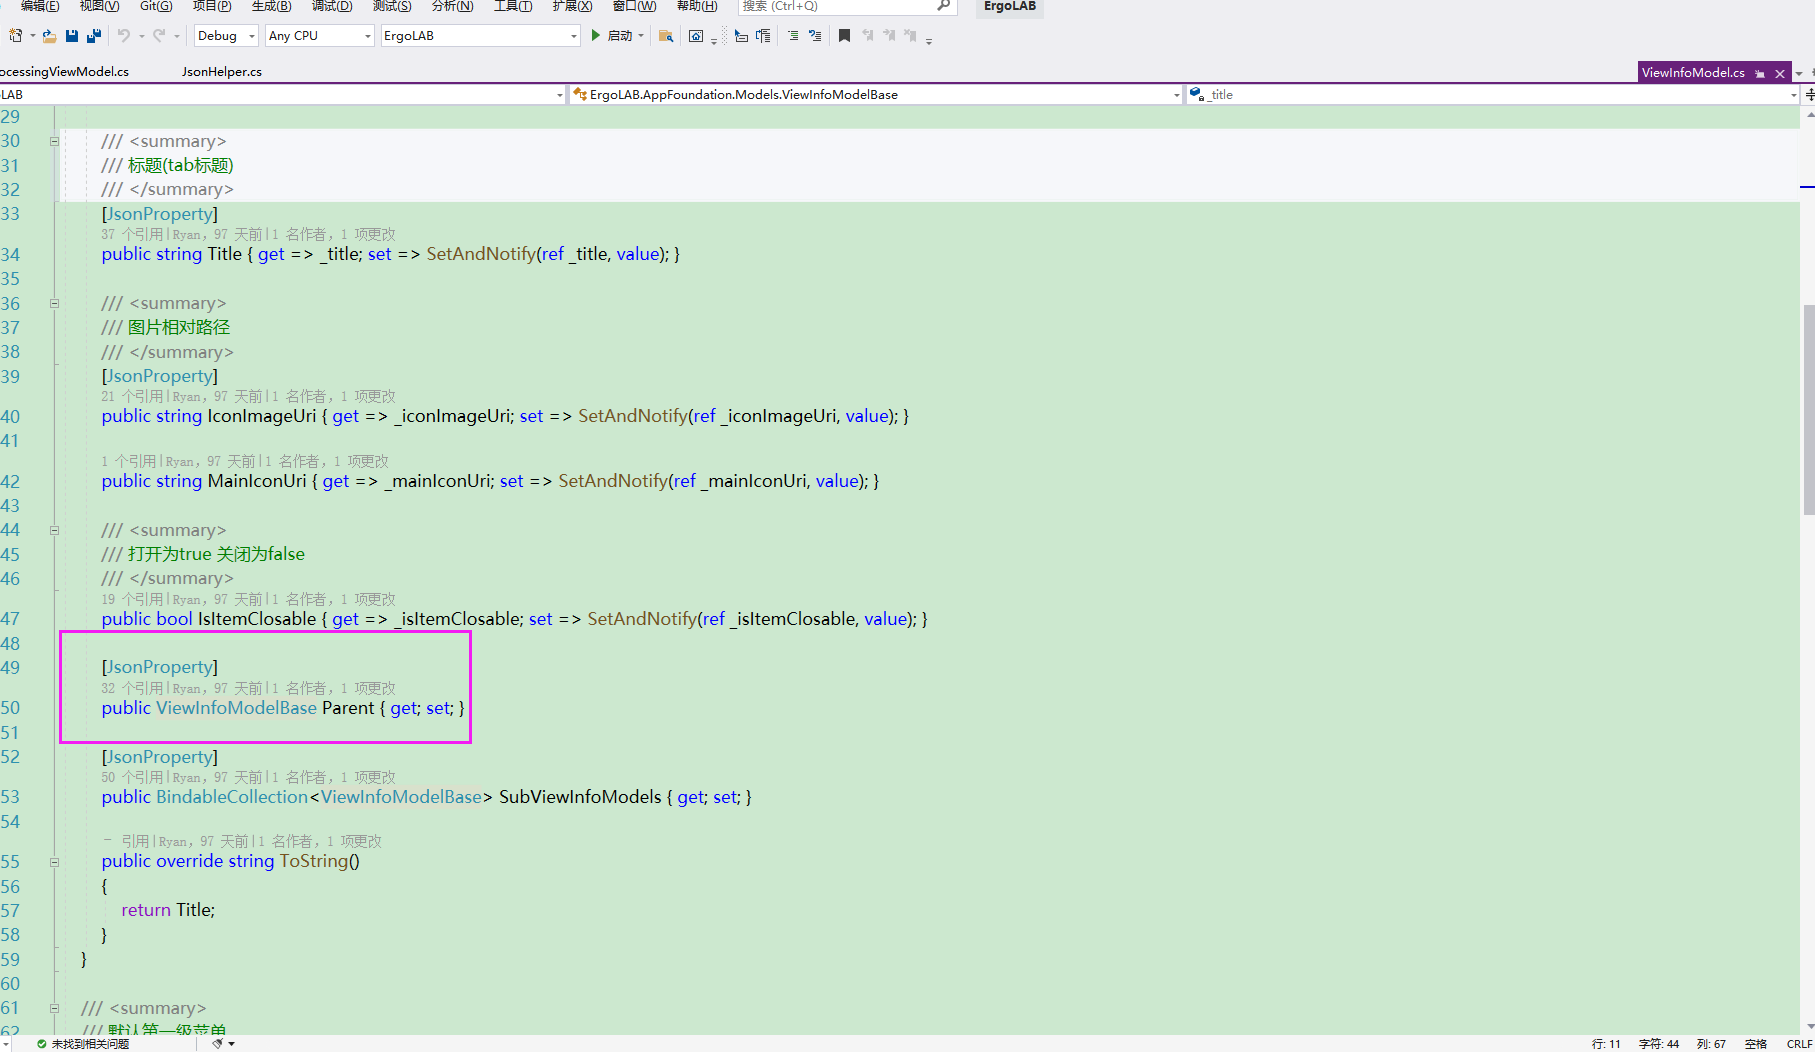 编辑(E) 视图(V) Git(G) 项目(P) 生成(B) 调试(D) 测试(S) 分析(N) 工具(T) 扩展(X) 窗口(W) 帮助(H) 搜索 (Ctrl+Q) ErgoLAB
Debug Any CPU ErgoLAB 启动
ocessingViewModel.cs JsonHelper.cs ViewInfoModel.cs
LAB ErgoLAB.AppFoundation.Models.ViewInfoModelBase _title
29
30 /// <summary>
31 /// 标题(tab标题)
32 /// </summary>
33 [JsonProperty]
37 个引用|Ryan，97 天前|1 名作者，1 项更改
34 public string Title { get => _title; set => SetAndNotify(ref _title, value); }
35
36 /// <summary>
37 /// 图片相对路径
38 /// </summary>
39 [JsonProperty]
21 个引用|Ryan，97 天前|1 名作者，1 项更改
40 public string IconImageUri { get => _iconImageUri; set => SetAndNotify(ref _iconImageUri, value); }
41
1 个引用|Ryan，97 天前|1 名作者，1 项更改
42 public string MainIconUri { get => _mainIconUri; set => SetAndNotify(ref _mainIconUri, value); }
43
44 /// <summary>
45 /// 打开为true 关闭为false
46 /// </summary>
19 个引用|Ryan，97 天前|1 名作者，1 项更改
47 public bool IsItemClosable { get => _isItemClosable; set => SetAndNotify(ref _isItemClosable, value); }
48
49 [JsonProperty]
32 个引用|Ryan，97 天前|1 名作者，1 项更改
50 public ViewInfoModelBase Parent { get; set; }
51
52 [JsonProperty]
50 个引用|Ryan，97 天前|1 名作者，1 项更改
53 public BindableCollection<ViewInfoModelBase> SubViewInfoModels { get; set; }
54
- 引用|Ryan，97 天前|1 名作者，1 项更改
55 public override string ToString()
56 {
57 return Title;
58 }
59 }
60
61 /// <summary>
62 /// 默认第一级菜单
未找到相关问题 行: 11 字符: 44 列: 67 空格 CRLF